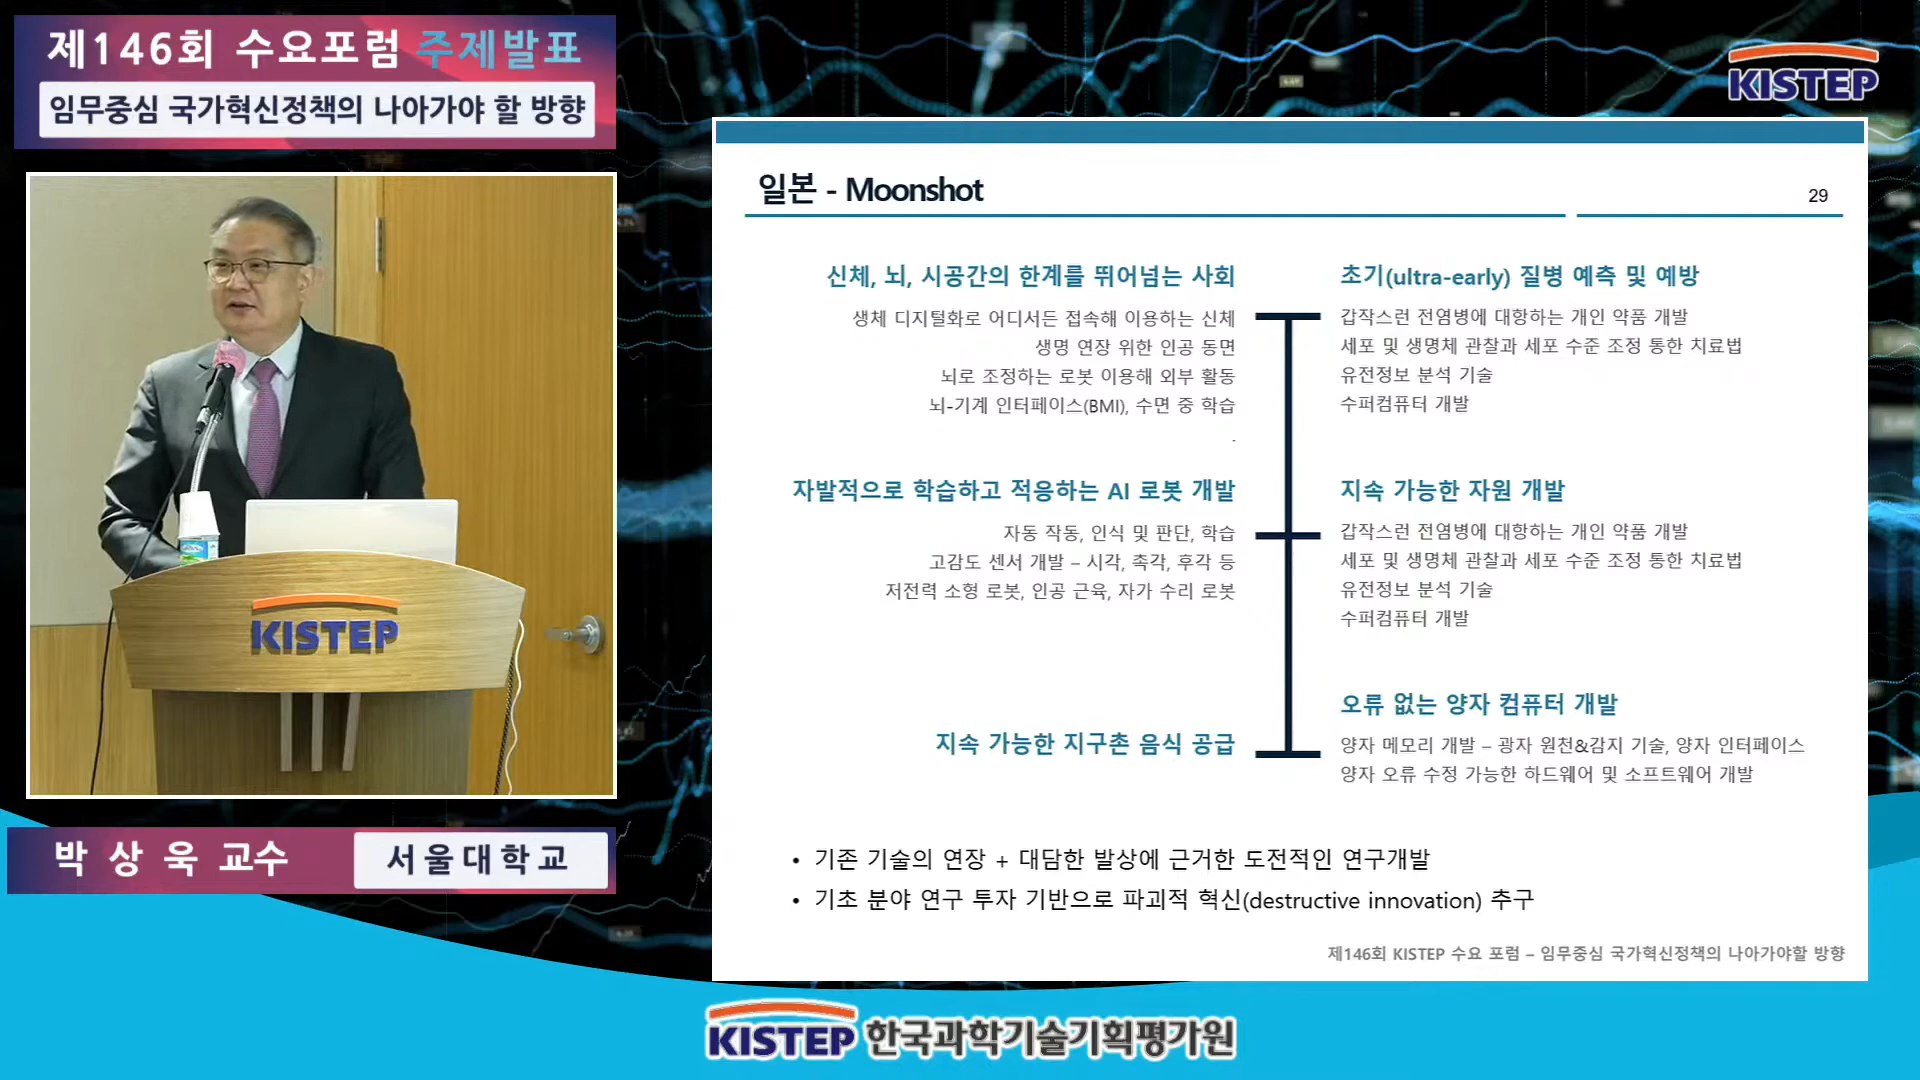 제146회 수요포럼 주제발표
임무중심 국가혁신정책의 나아가야 할 방향
KISTEP
KISTEP
박상욱 교수
서울대학교
일본 - Moonshot
29
신체, 뇌, 시공간의 한계를 뛰어넘는 사회
생체 디지털화로 어디서든 접속해 이용하는 신체
생명 연장 위한 인공 동면
뇌로 조정하는 로봇 이용해 외부 활동
뇌-기계 인터페이스(BMI), 수면 중 학습
.
자발적으로 학습하고 적응하는 AI 로봇 개발
자동 작동, 인식 및 판단, 학습
고감도 센서 개발 – 시각, 촉각, 후각 등
저전력 소형 로봇, 인공 근육, 자가 수리 로봇
지속 가능한 지구촌 음식 공급
초기(ultra-early) 질병 예측 및 예방
갑작스런 전염병에 대항하는 개인 약품 개발
세포 및 생명체 관찰과 세포 수준 조정 통한 치료법
유전정보 분석 기술
수퍼컴퓨터 개발
지속 가능한 자원 개발
갑작스런 전염병에 대항하는 개인 약품 개발
세포 및 생명체 관찰과 세포 수준 조정 통한 치료법
유전정보 분석 기술
수퍼컴퓨터 개발
오류 없는 양자 컴퓨터 개발
양자 메모리 개발 – 광자 원천&감지 기술, 양자 인터페이스
양자 오류 수정 가능한 하드웨어 및 소프트웨어 개발
• 기존 기술의 연장 + 대담한 발상에 근거한 도전적인 연구개발
• 기초 분야 연구 투자 기반으로 파괴적 혁신(destructive innovation) 추구
제146회 KISTEP 수요 포럼 – 임무중심 국가혁신정책의 나아가야할 방향
KISTEP 한국과학기술기획평가원